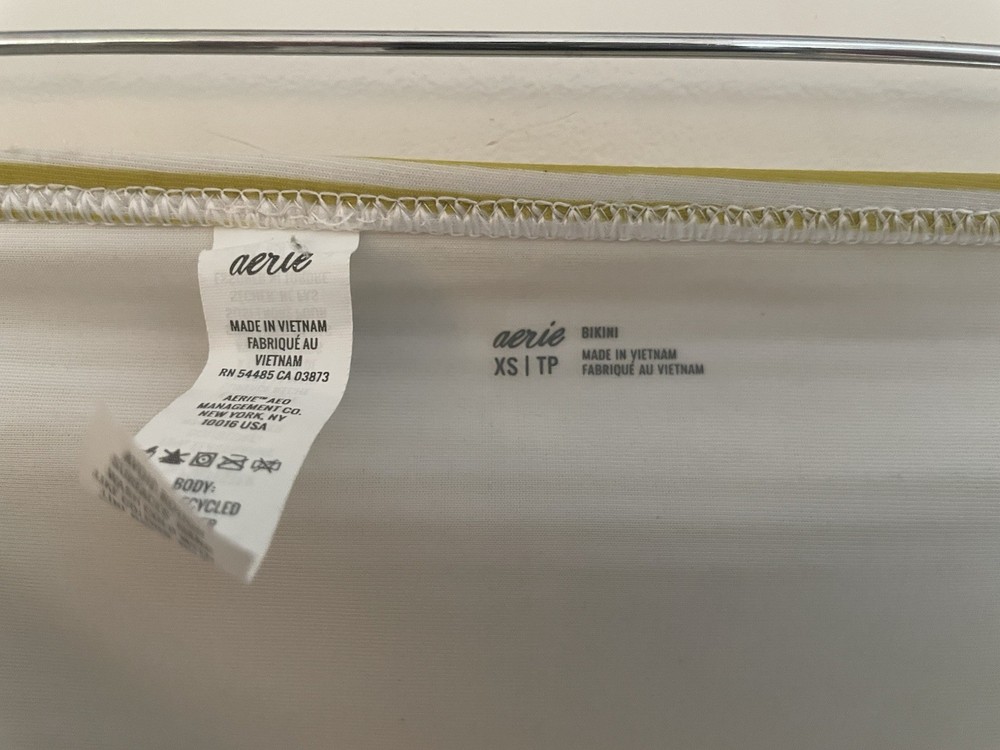 aerie
MADE IN VIETNAM
FABRIQUÉ AU
VIETNAM
RN 54485 CA 03873
AERIE™ AEO
MANAGEMENT CO.
NEW YORK, NY
10016 USA
BODY:
aerie BIKINI
XS | TP
MADE IN VIETNAM
FABRIQUÉ AU VIETNAM